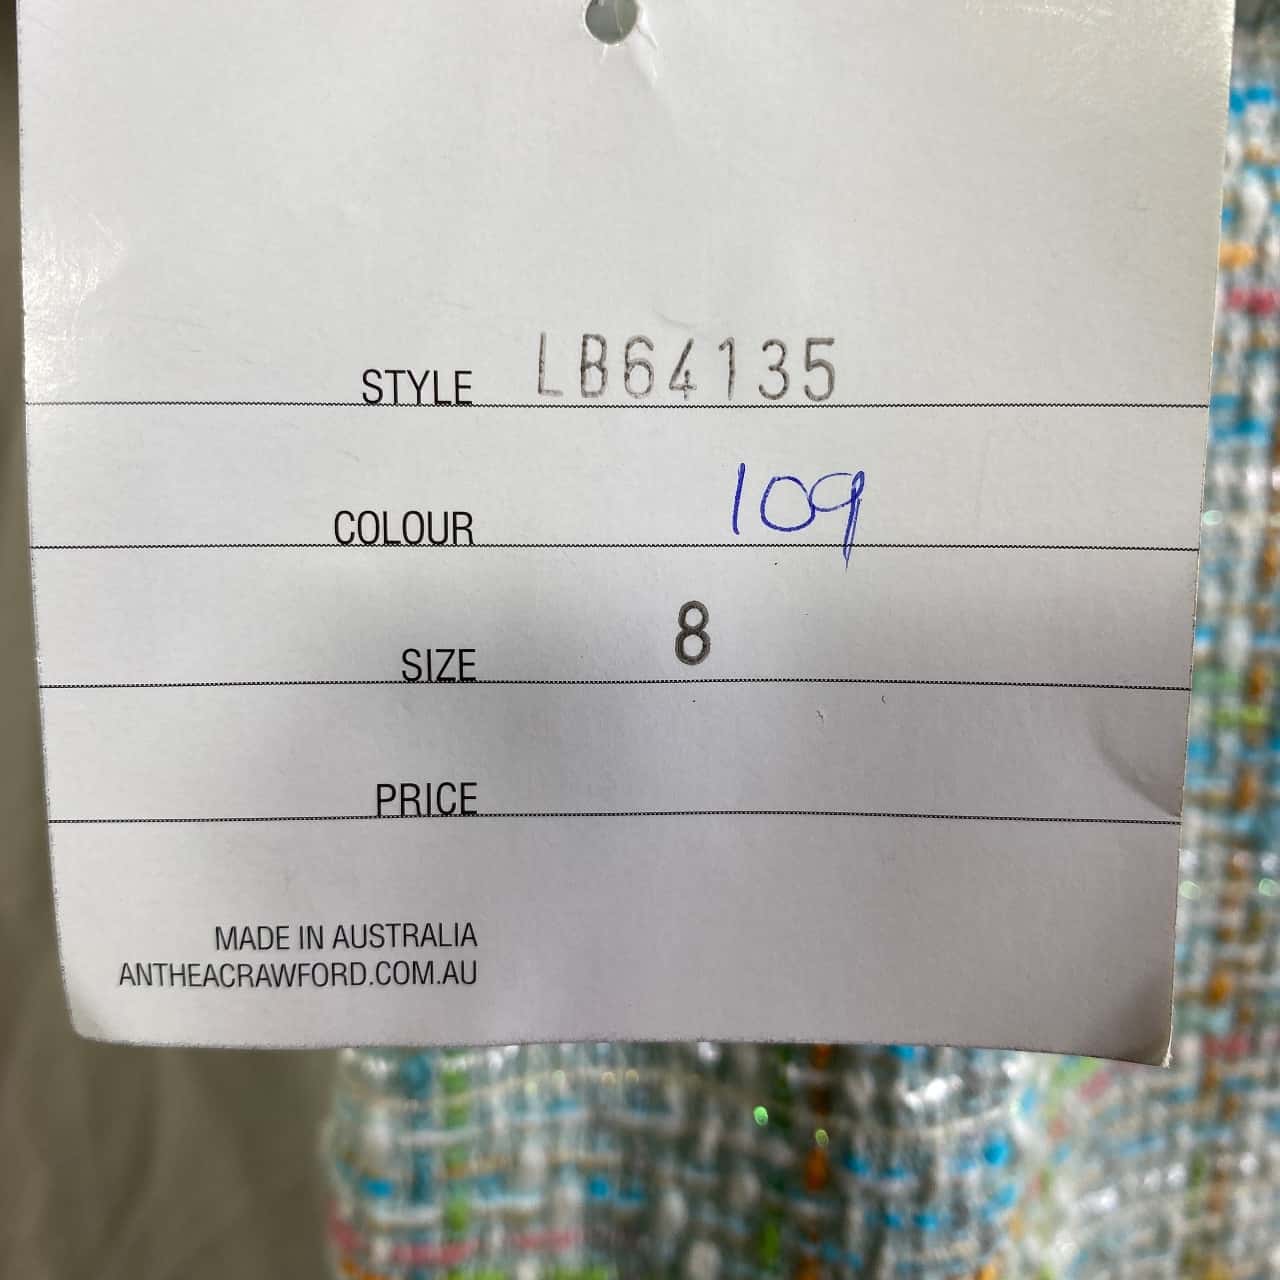 STYLE LB64135
COLOUR 109
SIZE 8
PRICE
MADE IN AUSTRALIA
ANTHEACRAWFORD.COM.AU